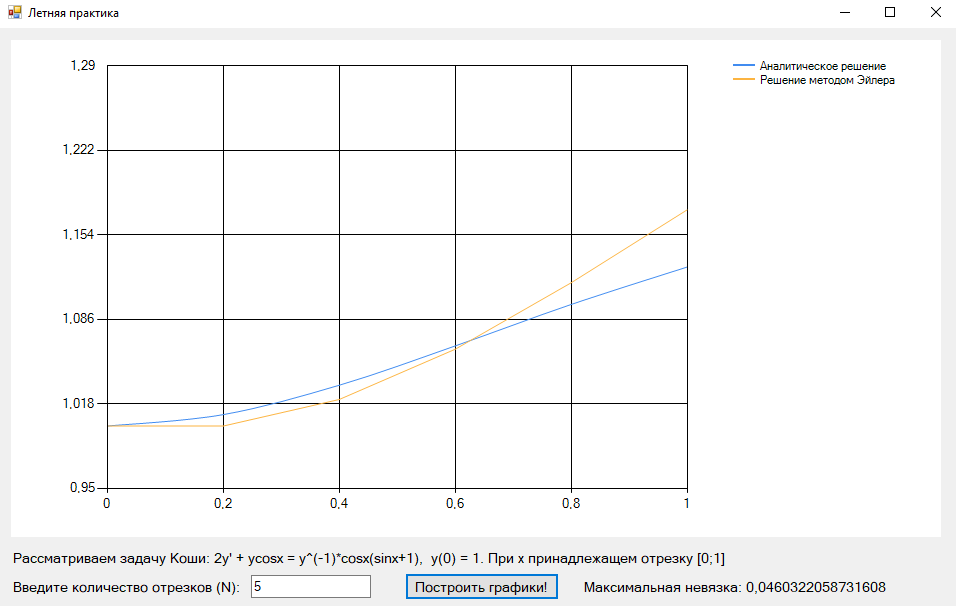 Летняя практика
1,29
Аналитическое решение
Решение методом Эйлера
1,222
1,154
1,086
1,018
0,95
0 0,2 0,4 0,6 0,8 1
Рассматриваем задачу Коши: 2y' + ycosx = y^(-1)*cosx(sinx+1), y(0) = 1. При x принадлежащем отрезку [0;1]
Введите количество отрезков (N): 5 Построить графики! Максимальная невязка: 0,0460322058731608